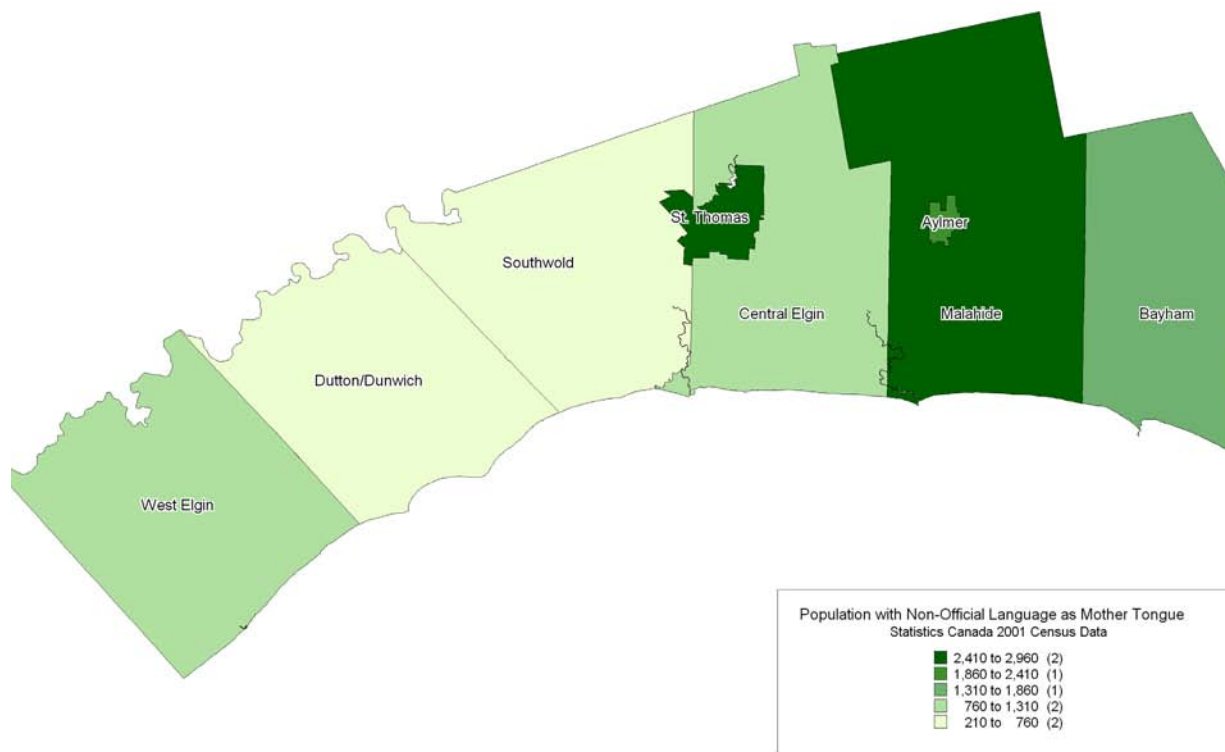 St. Thomas
Aylmer
Southwold
Central Elgin
Malahide
Bayham
Dutton/Dunwich
West Elgin
Population with Non-Official Language as Mother Tongue
Statistics Canada 2001 Census Data
2,410 to 2,960 (2)
1,860 to 2,410 (1)
1,310 to 1,860 (1)
760 to 1,310 (2)
210 to 760 (2)